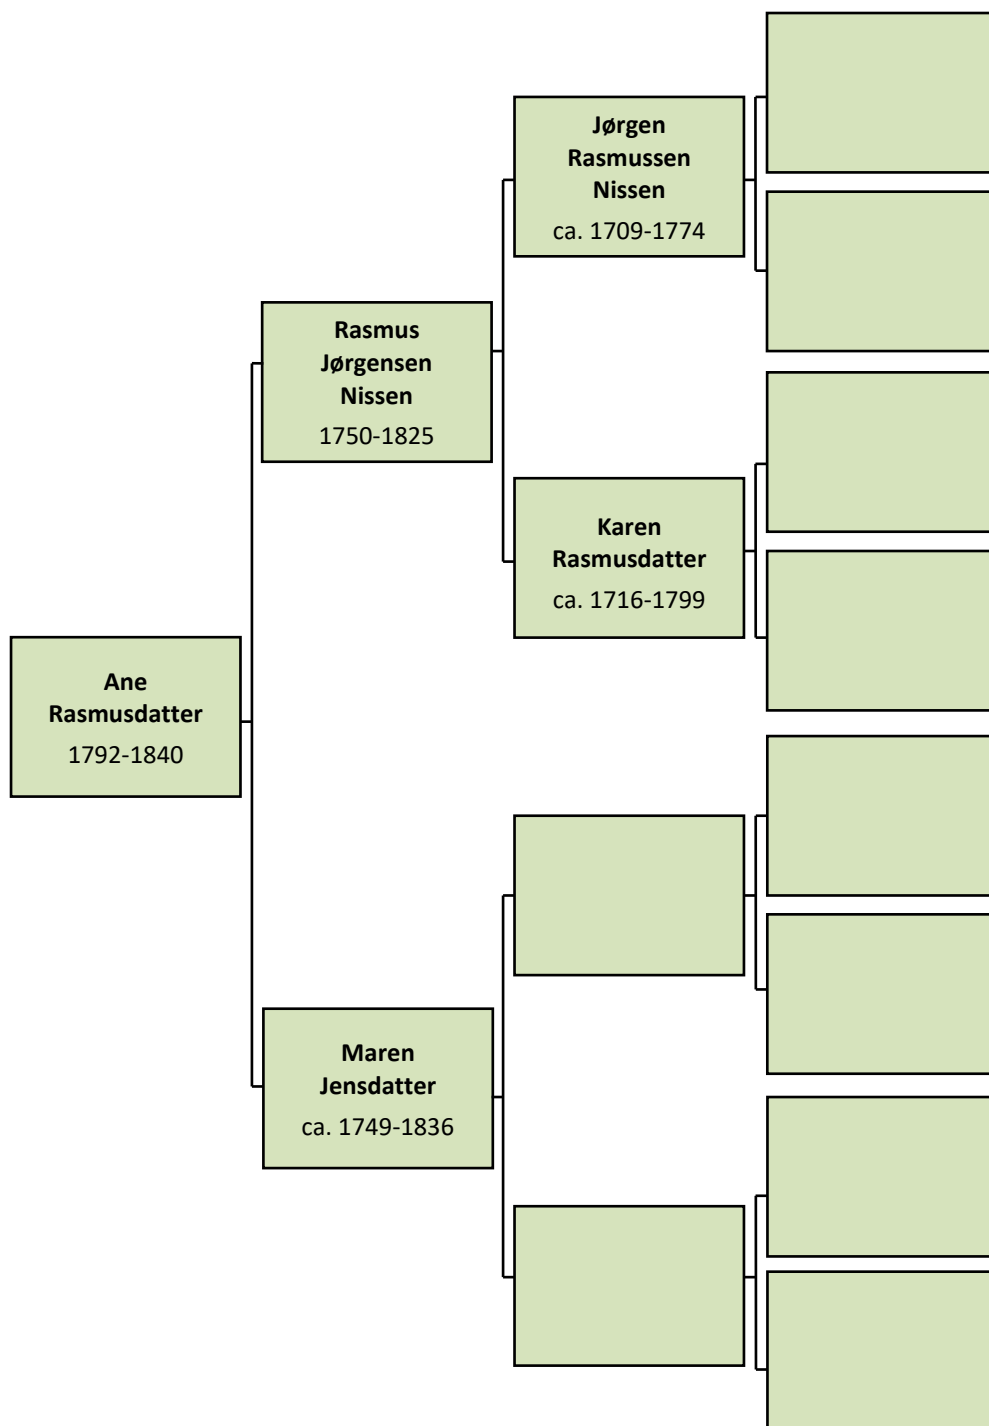 Jørgen
Rasmussen
Nissen
ca. 1709-1774
Rasmus
Jørgensen
Nissen
1750-1825
Karen
Rasmusdatter
ca. 1716-1799
Ane
Rasmusdatter
1792-1840
Maren
Jensdatter
ca. 1749-1836